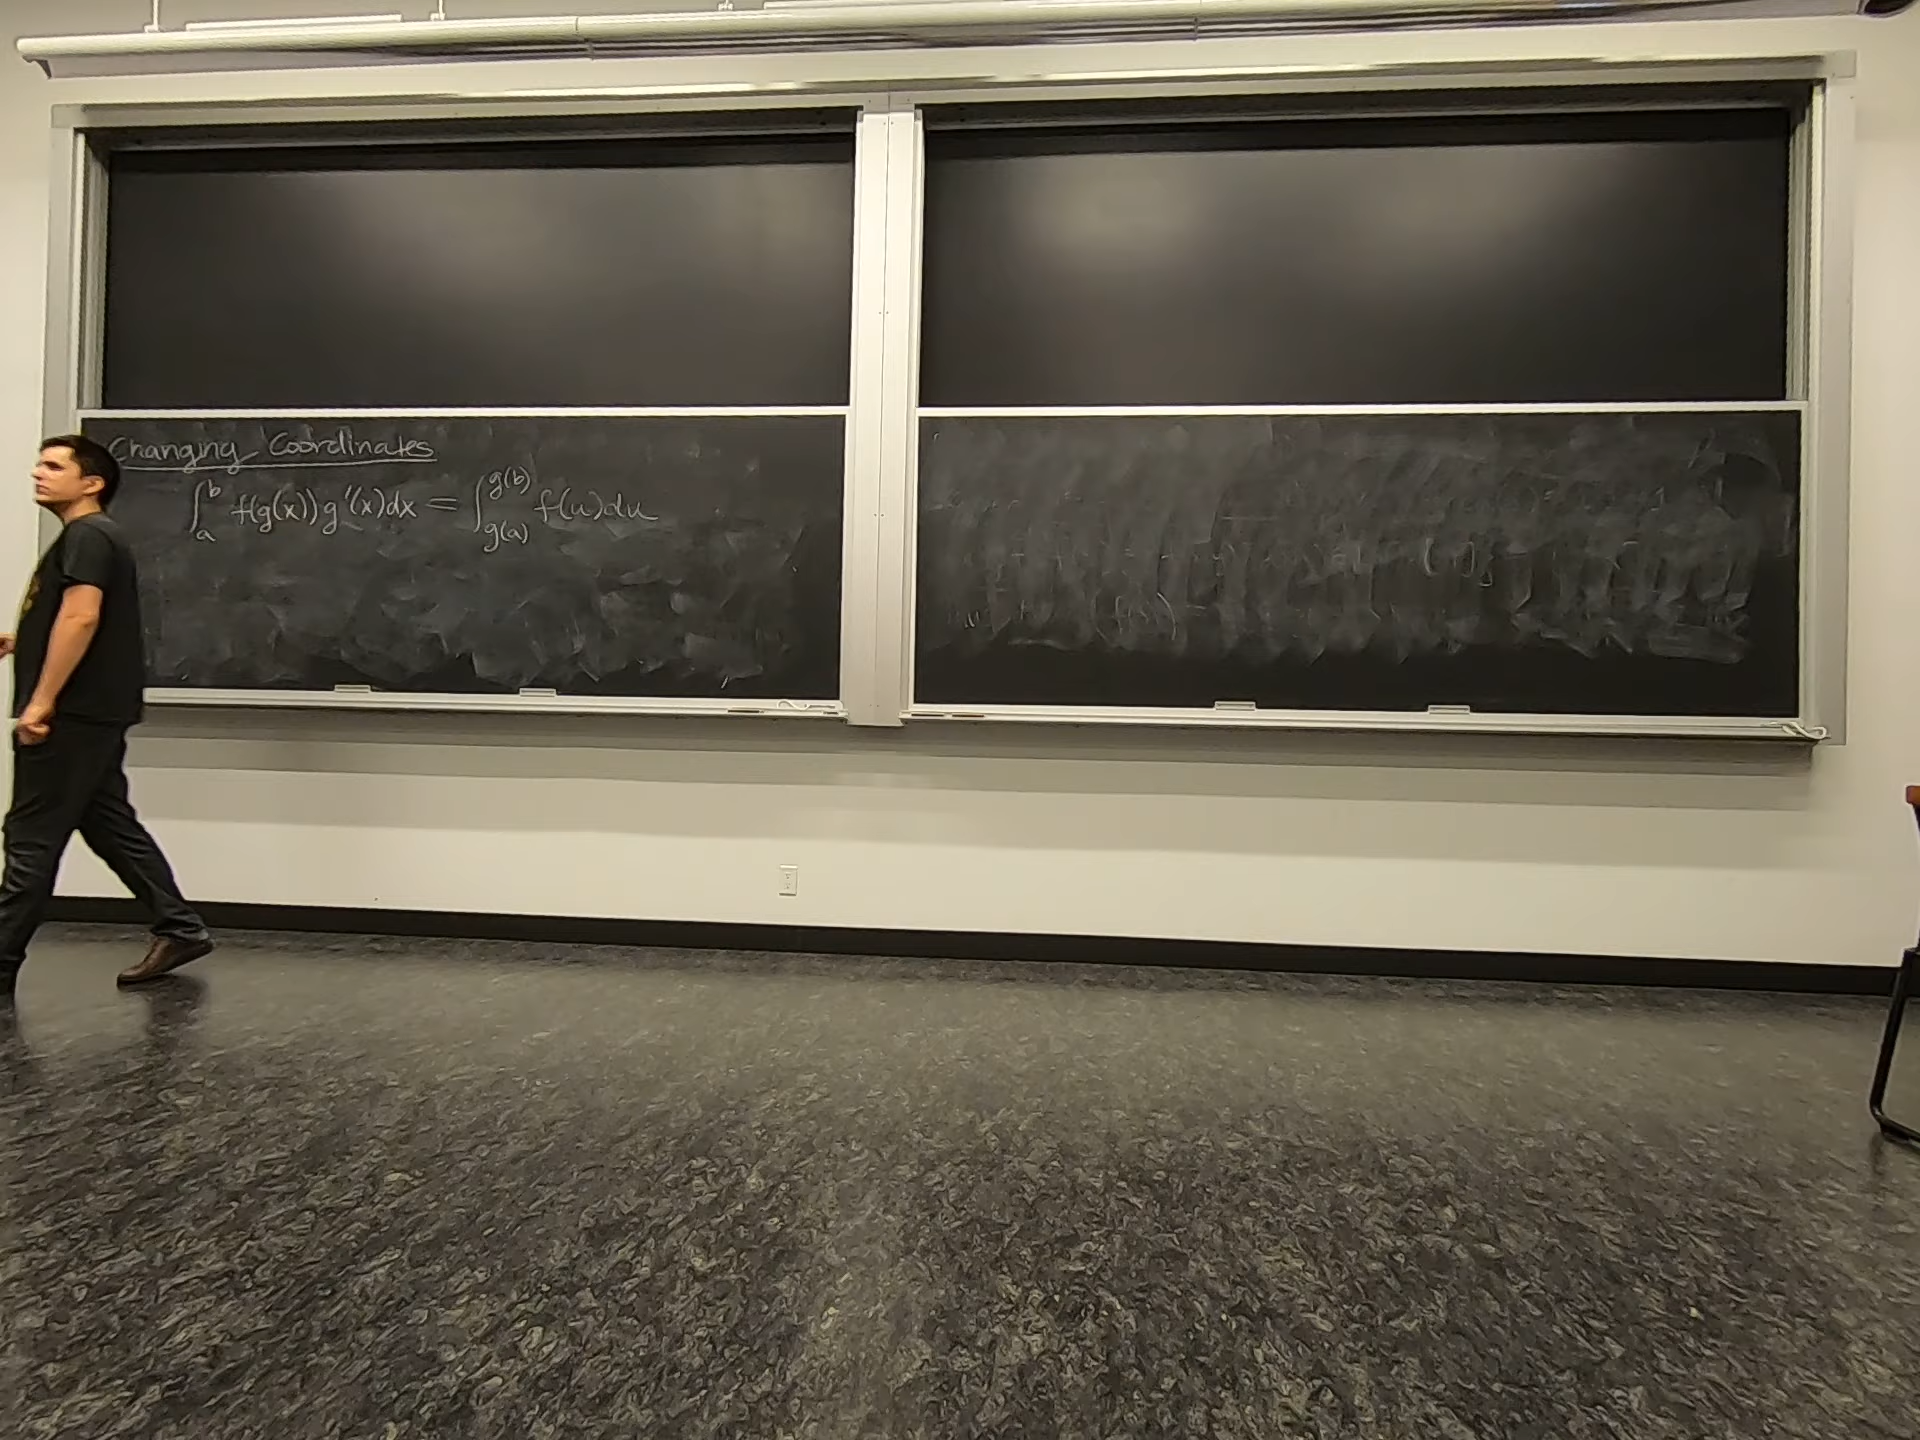 Changing Coordinates
∫_a^b f(g(x)) g'(x) dx = ∫_{g(a)}^{g(b)} f(u) du